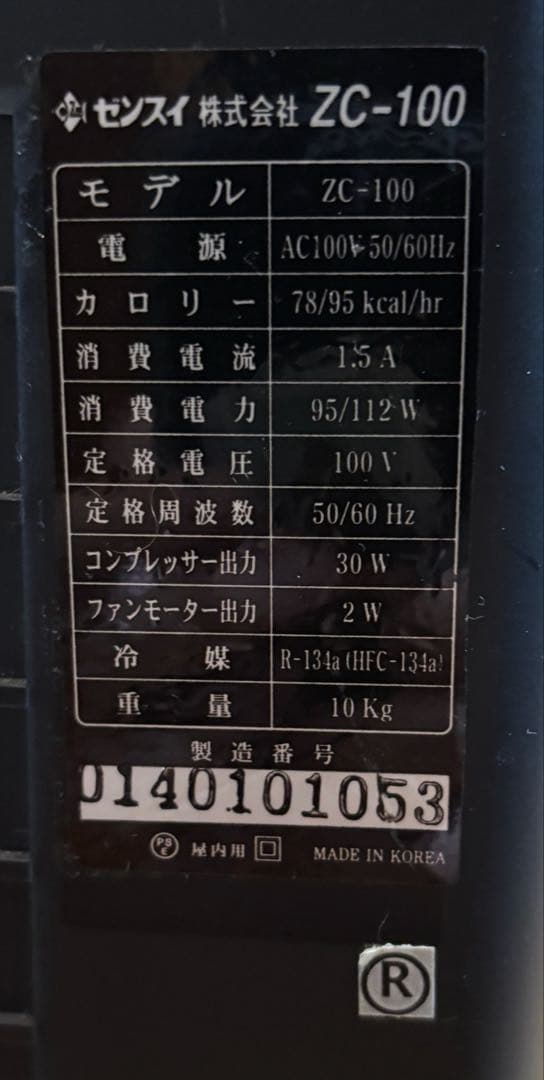 ゼンスイ 株式会社 ZC-100
モデル ZC-100
電源 AC100V 50/60Hz
カロリー 78/95 kcal/hr
消費電流 1.5 A
消費電力 95/112 W
定格電圧 100 V
定格周波数 50/60 Hz
コンプレッサー出力 30 W
ファンモーター出力 2 W
冷媒 R-134a (HFC-134a)
重量 10 Kg
製造番号
0140101053
PSE 屋内用 MADE IN KOREA
R